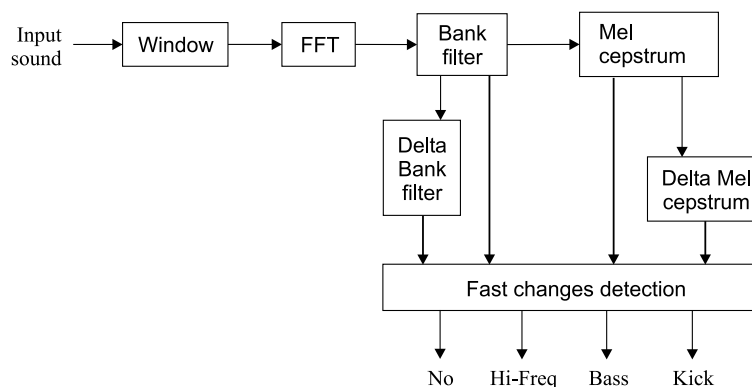 Input
sound
Window
FFT
Bank
filter
Mel
cepstrum
Delta
Bank
filter
Delta Mel
cepstrum
Fast changes detection
No
Hi-Freq
Bass
Kick